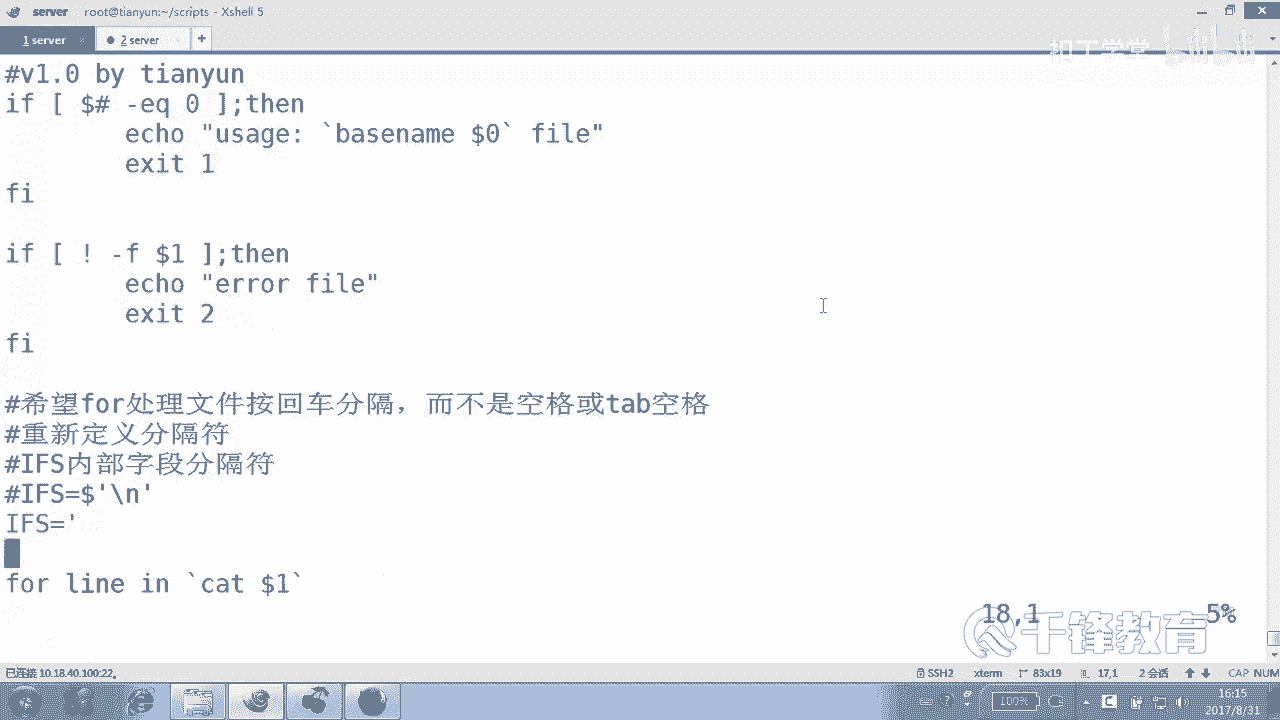 server root@tianyun:~/scripts - Xshell 5
1 server 2 server +
扣丁学堂 bilibili
#v1.0 by tianyun
if [ $# -eq 0 ];then
echo "usage: `basename $0` file"
exit 1
fi
if [ ! -f $1 ];then
echo "error file"
exit 2
fi
#希望for处理文件按回车分隔，而不是空格或tab空格
#重新定义分隔符
#IFS内部字段分隔符
#IFS=$'\n'
IFS='
for line in `cat $1`
18,1 5%
千锋教育
已连接 10.18.40.100:22。 SSH2 xterm 83x19 17,1 2 会话 CAP NUM
100% 16:15
2017/8/31